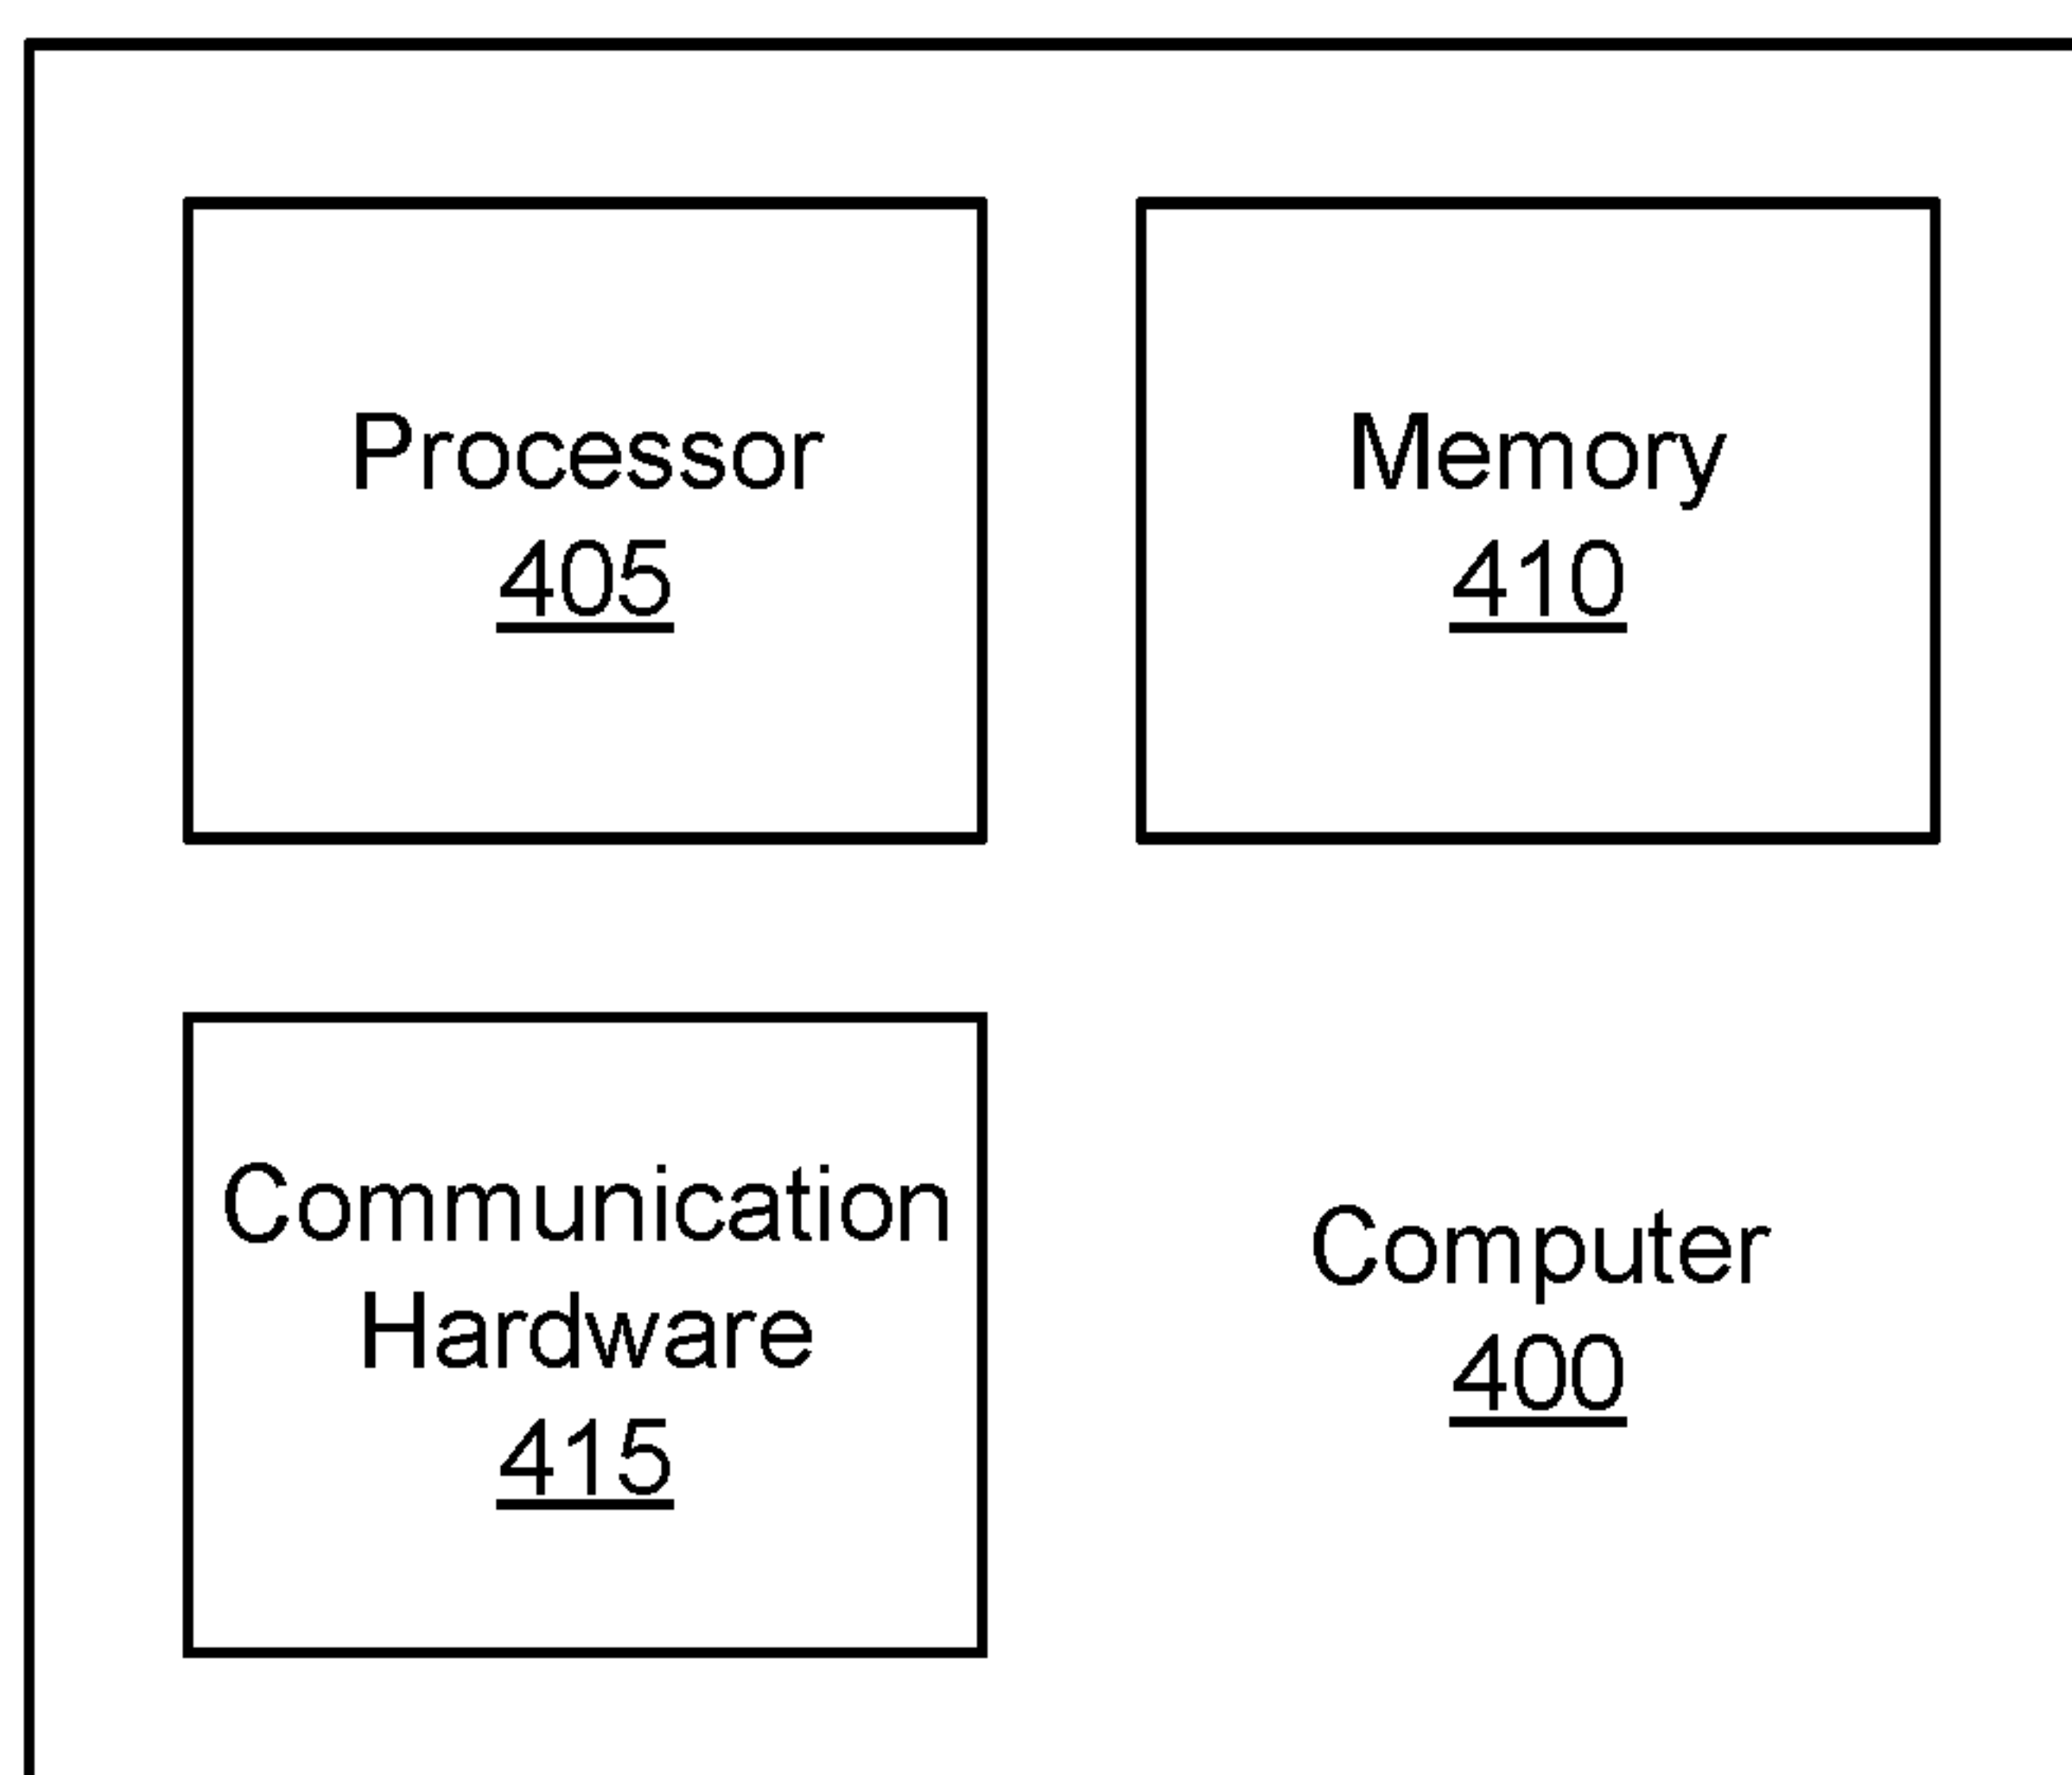 Processor
405
Memory
410
Communication
Hardware
415
Computer
400